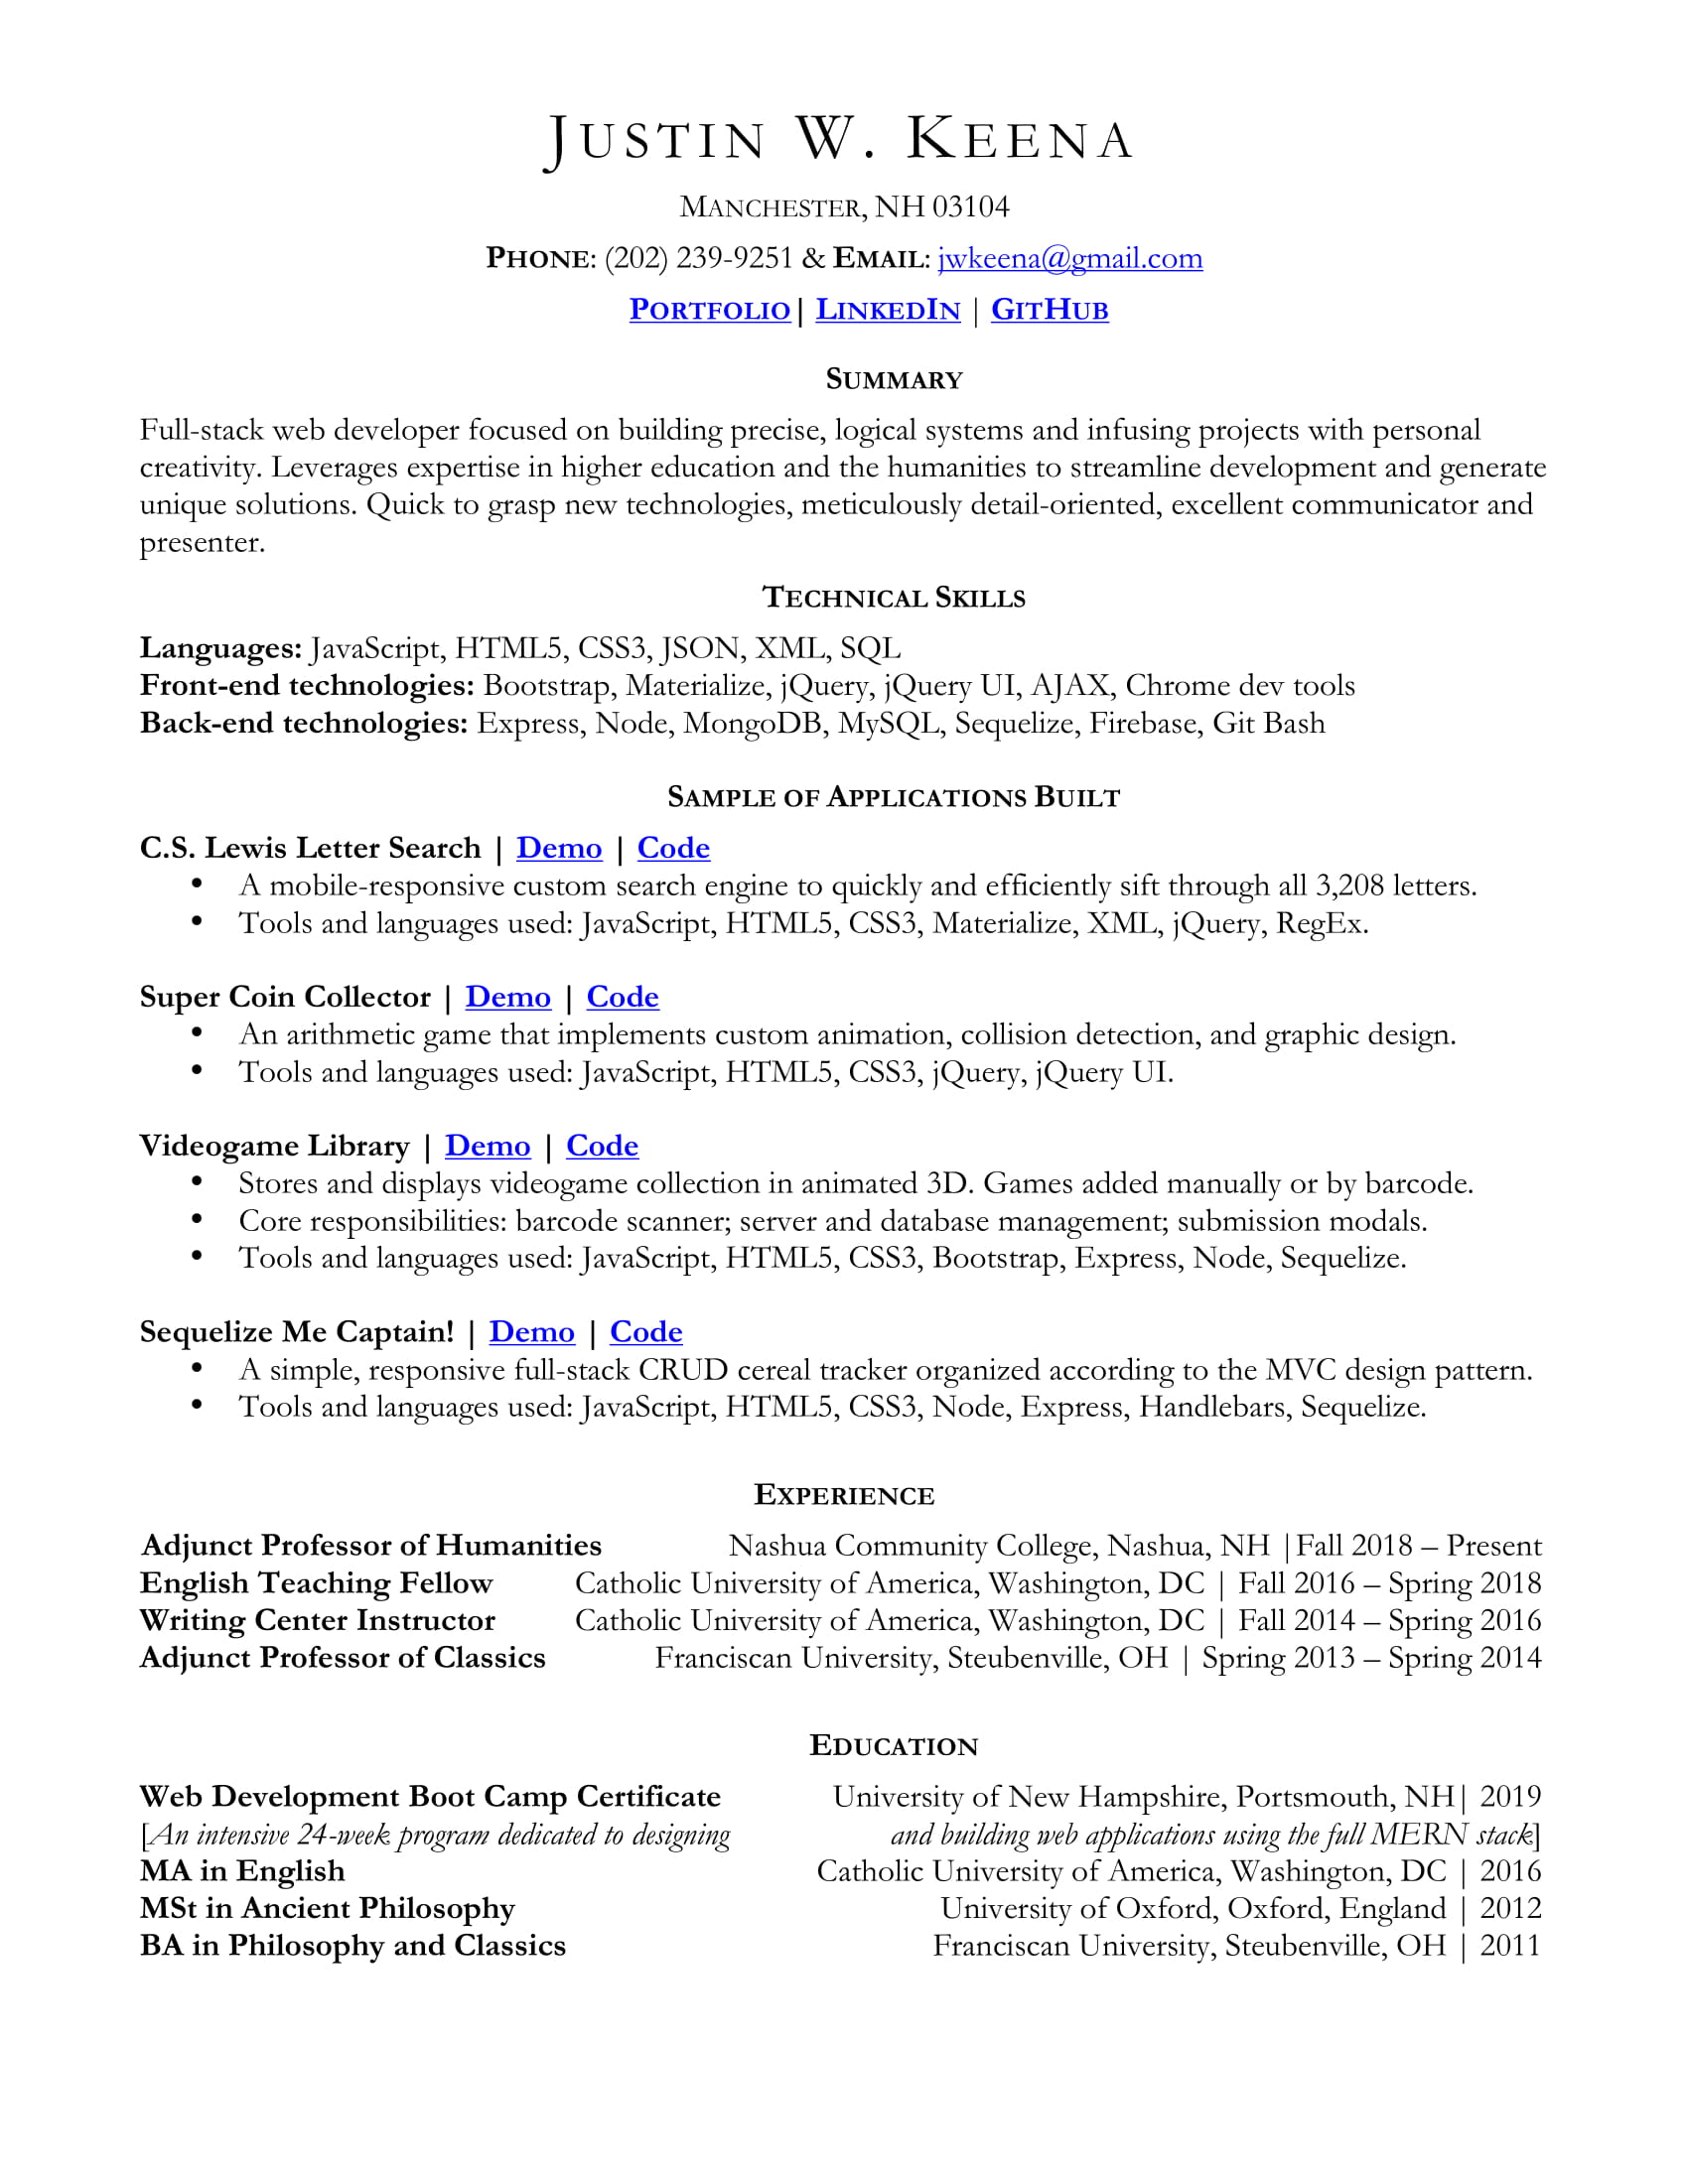 JUSTIN W. KEENA
MANCHESTER, NH 03104
PHONE: (202) 239-9251 & EMAIL: jwkeena@gmail.com
PORTFOLIO| LINKEDIN | GITHUB
SUMMARY
Full-stack web developer focused on building precise, logical systems and infusing projects with personal
creativity. Leverages expertise in higher education and the humanities to streamline development and generate
unique solutions. Quick to grasp new technologies, meticulously detail-oriented, excellent communicator and
presenter.
TECHNICAL SKILLS
Languages: JavaScript, HTML5, CSS3, JSON, XML, SQL
Front-end technologies: Bootstrap, Materialize, jQuery, jQuery UI, AJAX, Chrome dev tools
Back-end technologies: Express, Node, MongoDB, MySQL, Sequelize, Firebase, Git Bash
SAMPLE OF APPLICATIONS BUILT
C.S. Lewis Letter Search | Demo | Code
• A mobile-responsive custom search engine to quickly and efficiently sift through all 3,208 letters.
• Tools and languages used: JavaScript, HTML5, CSS3, Materialize, XML, jQuery, RegEx.
Super Coin Collector | Demo | Code
• An arithmetic game that implements custom animation, collision detection, and graphic design.
• Tools and languages used: JavaScript, HTML5, CSS3, jQuery, jQuery UI.
Videogame Library | Demo | Code
• Stores and displays videogame collection in animated 3D. Games added manually or by barcode.
• Core responsibilities: barcode scanner; server and database management; submission modals.
• Tools and languages used: JavaScript, HTML5, CSS3, Bootstrap, Express, Node, Sequelize.
Sequelize Me Captain! | Demo | Code
• A simple, responsive full-stack CRUD cereal tracker organized according to the MVC design pattern.
• Tools and languages used: JavaScript, HTML5, CSS3, Node, Express, Handlebars, Sequelize.
EXPERIENCE
Adjunct Professor of Humanities Nashua Community College, Nashua, NH |Fall 2018 – Present
English Teaching Fellow Catholic University of America, Washington, DC | Fall 2016 – Spring 2018
Writing Center Instructor Catholic University of America, Washington, DC | Fall 2014 – Spring 2016
Adjunct Professor of Classics Franciscan University, Steubenville, OH | Spring 2013 – Spring 2014
EDUCATION
Web Development Boot Camp Certificate University of New Hampshire, Portsmouth, NH| 2019
[An intensive 24-week program dedicated to designing and building web applications using the full MERN stack]
MA in English Catholic University of America, Washington, DC | 2016
MSt in Ancient Philosophy University of Oxford, Oxford, England | 2012
BA in Philosophy and Classics Franciscan University, Steubenville, OH | 2011